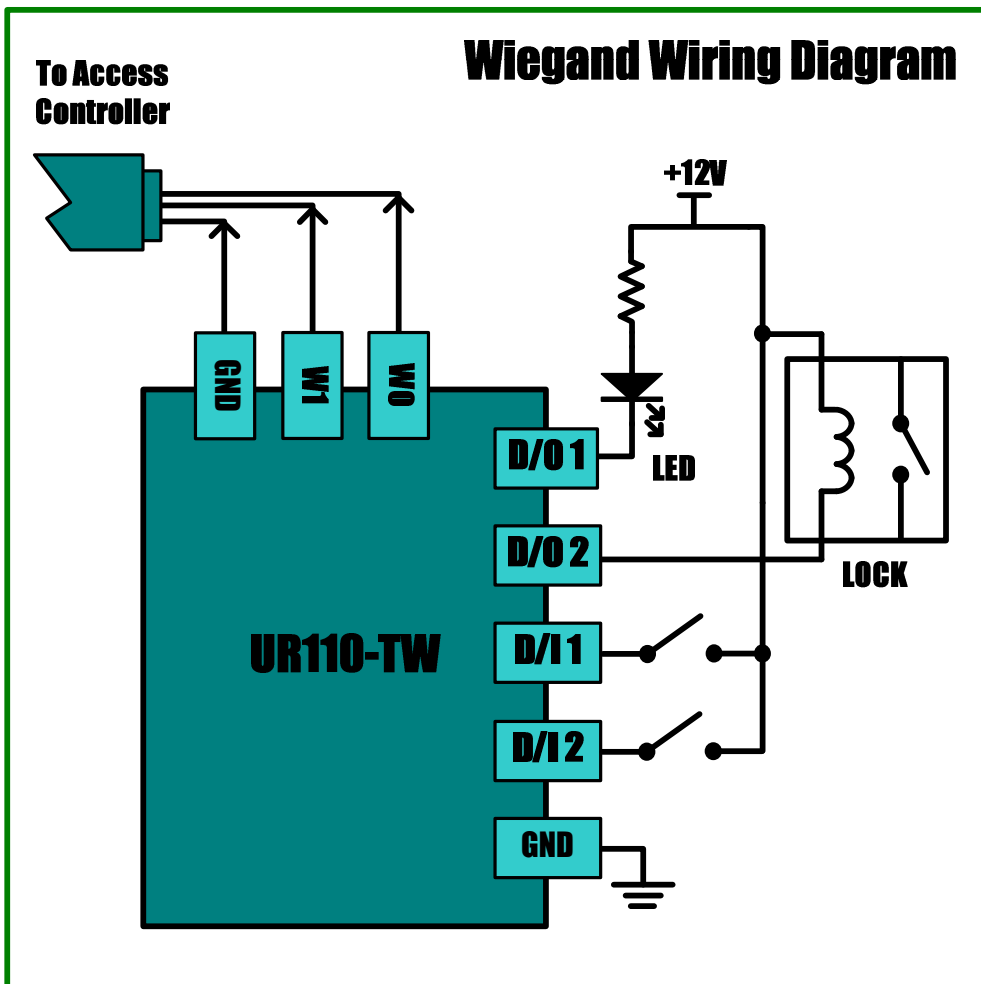 Wiegand Wiring Diagram
To Access
Controller
+12V
GND
W1
W0
D/O 1
LED
D/O 2
LOCK
UR110-TW
D/I 1
D/I 2
GND